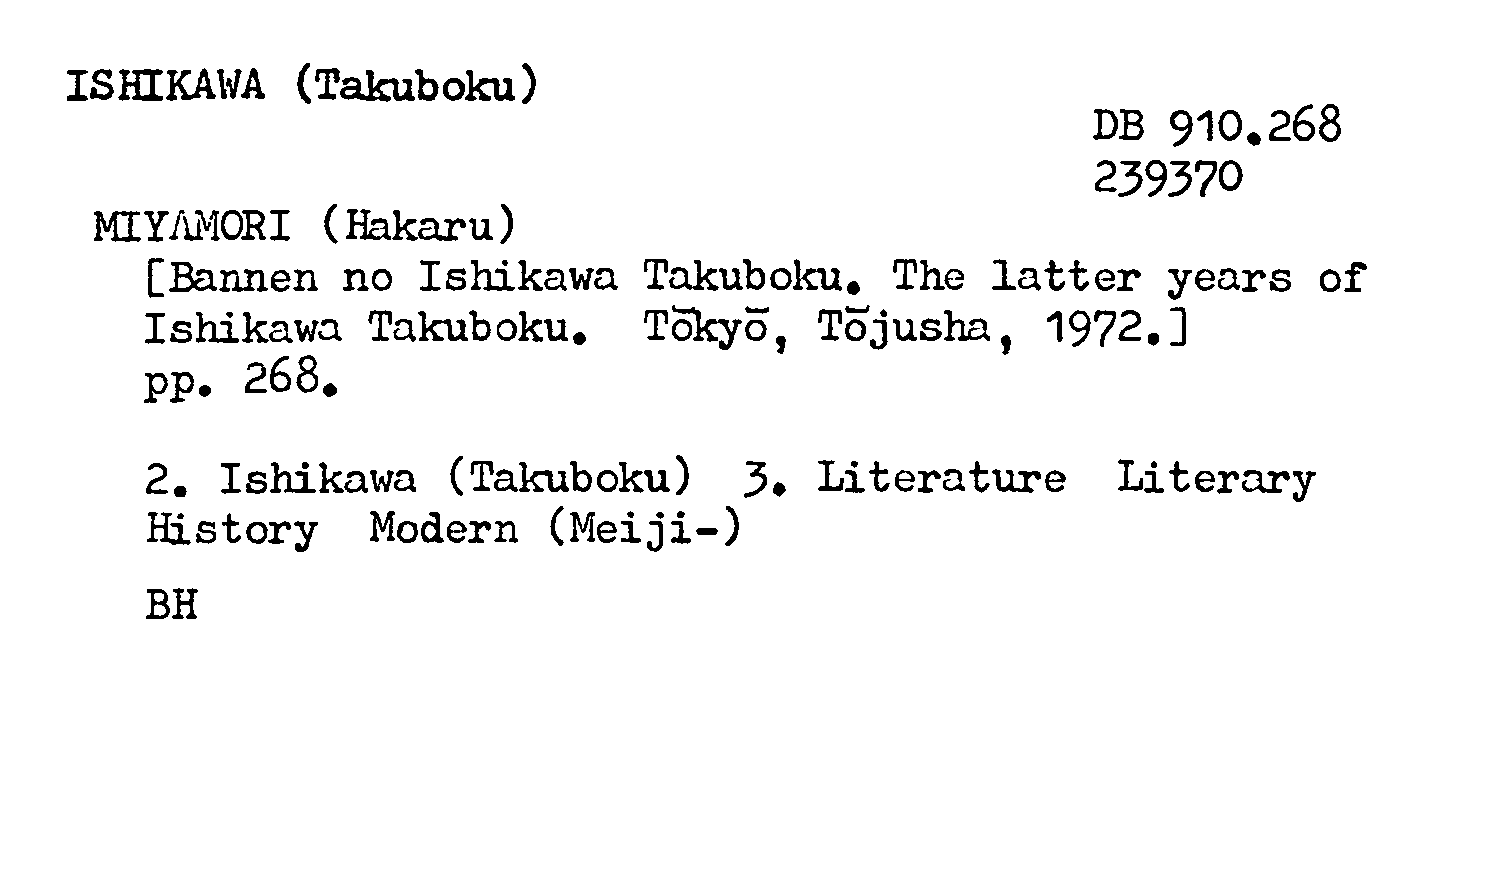 ISHIKAWA (Takuboku)
DB 910.268
239370
MIYAMORI (Hakaru)
[Bannen no Ishikawa Takuboku. The latter years of
Ishikawa Takuboku. Tōkyō, Tōjusha, 1972.]
pp. 268.
2. Ishikawa (Takuboku) 3. Literature Literary
History Modern (Meiji-)
BH